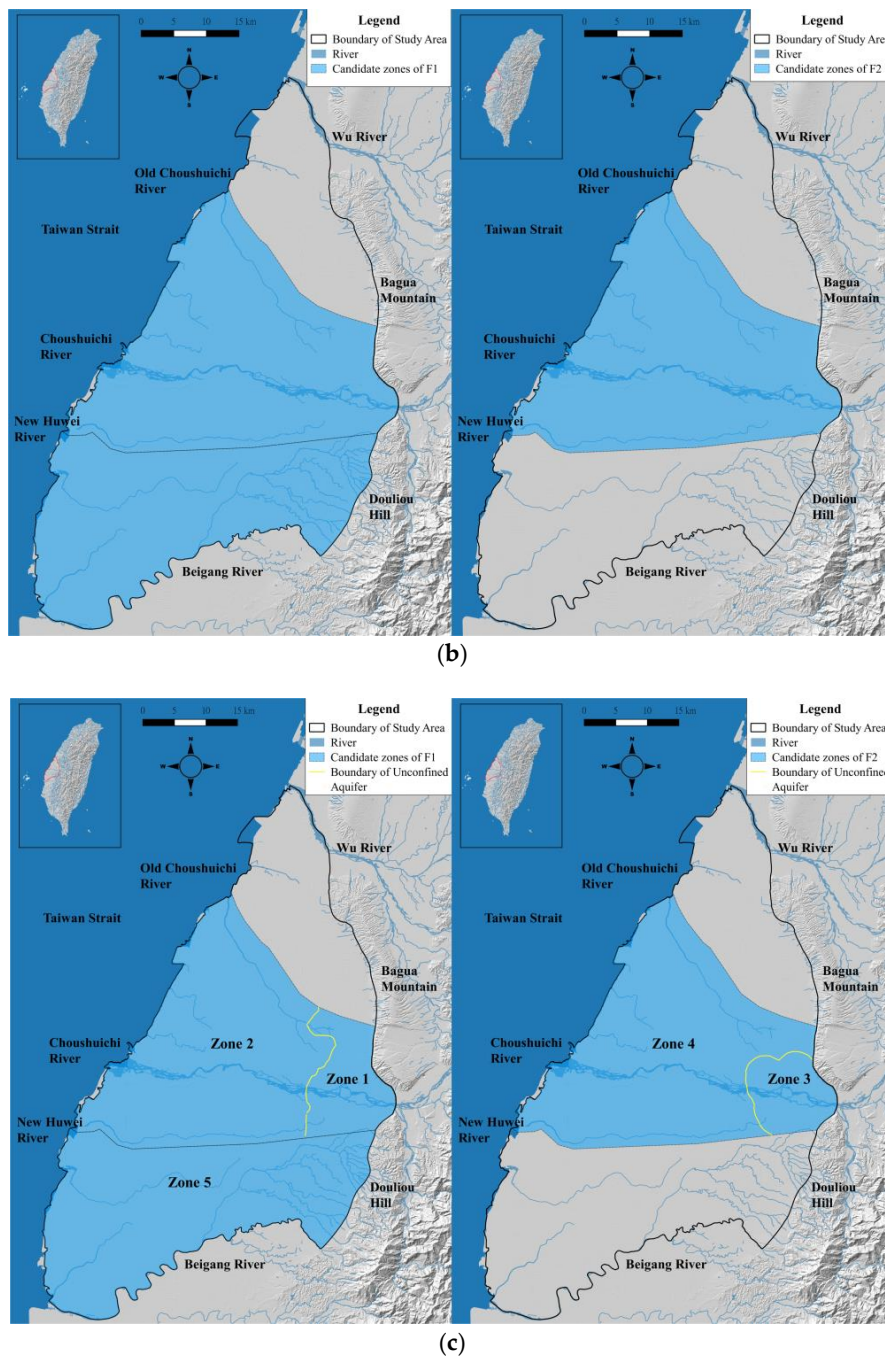 0 5 10 15 km
N
W E
S
Legend
Boundary of Study Area
River
Candidate zones of F1
Wu River
Old Choushuichi
River
Taiwan Strait
Bagua
Mountain
Choushuichi
River
New Huwei
River
Douliou
Hill
Beigang River
0 5 10 15 km
N
W E
S
Legend
Boundary of Study Area
River
Candidate zones of F2
Wu River
Old Choushuichi
River
Taiwan Strait
Bagua
Mountain
Choushuichi
River
New Huwei
River
Douliou
Hill
Beigang River
(b)
0 5 10 15 km
N
W E
S
Legend
Boundary of Study Area
River
Candidate zones of F1
Boundary of Unconfined
Aquifer
Wu River
Old Choushuichi
River
Taiwan Strait
Bagua
Mountain
Zone 2
Choushuichi
River
Zone 1
New Huwei
River
Zone 5
Douliou
Hill
Beigang River
0 5 10 15 km
N
W E
S
Legend
Boundary of Study Area
River
Candidate zones of F2
Boundary of Unconfined
Aquifer
Wu River
Old Choushuichi
River
Taiwan Strait
Bagua
Mountain
Zone 4
Choushuichi
River
Zone 3
New Huwei
River
Douliou
Hill
Beigang River
(c)